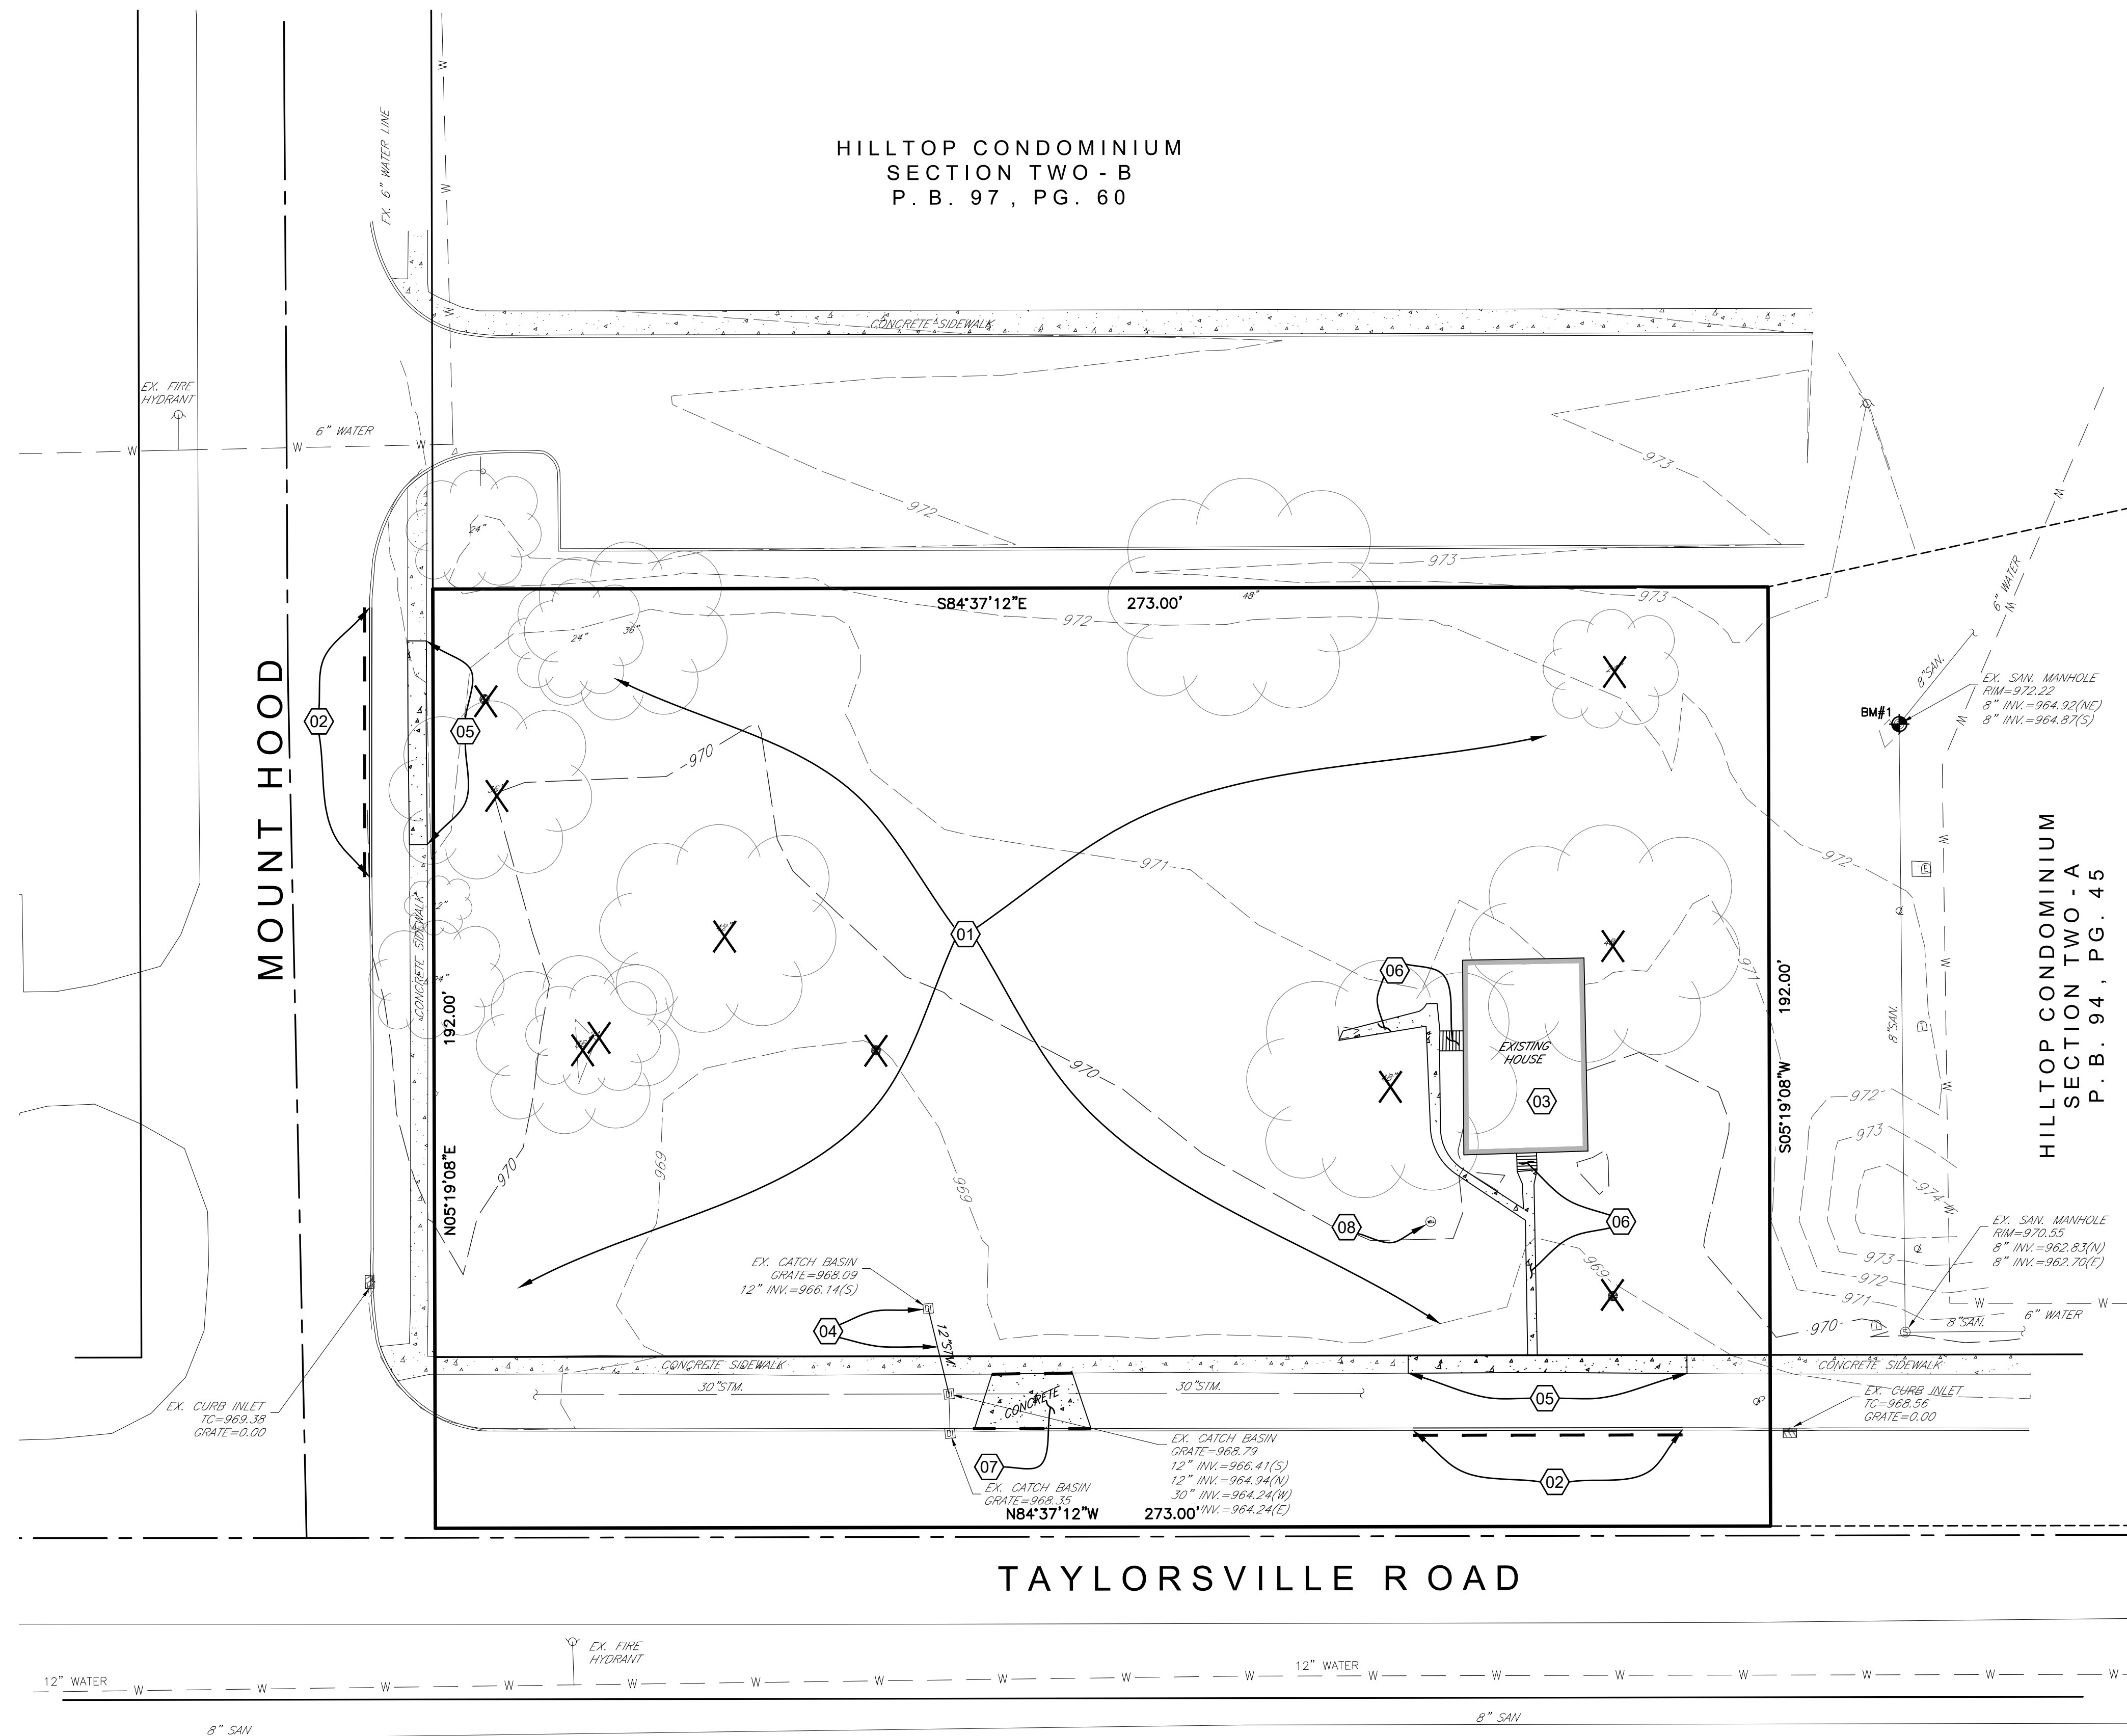 HILLTOP CONDOMINIUM
SECTION TWO - B
P. B. 97 , PG. 60
EX. 6" WATER LINE
W
W
W
CONCRETE SIDEWALK
EX. FIRE
HYDRANT
6" WATER
W
W
W
972
973
973
24"
S84°37'12"E
273.00'
48"
973
972
24"
36"
6" WATER
W
W
W
8"SAN.
EX. SAN. MANHOLE
RIM=972.22
8" INV.=964.92(NE)
8" INV.=964.87(S)
BM#1
MOUNT HOOD
02
05
36"
970
01
971
972
E
W
HILLTOP CONDOMINIUM
SECTION TWO - A
P. B. 94 , PG. 45
CONCRETE SIDEWALK
42"
48"
24"
192.00'
N05°19'08"E
06
971
192.00'
S05°19'08"W
W
8"SAN.
T
W
EXISTING
HOUSE
03
48"
970
969
969
970
08
06
972
973
974
W
973
972
971
970
969
EX. SAN. MANHOLE
RIM=970.55
8" INV.=962.83(N)
8" INV.=962.70(E)
W
W
6" WATER
8"SAN.
T
S
EX. CATCH BASIN
GRATE=968.09
12" INV.=966.14(S)
04
12"STM.
CONCRETE SIDEWALK
CONCRETE SIDEWALK
30"STM.
30"STM.
CONCRETE
05
EX. CURB INLET
TC=969.38
GRATE=0.00
EX. CURB INLET
TC=968.56
GRATE=0.00
07
EX. CATCH BASIN
GRATE=968.35
EX. CATCH BASIN
GRATE=968.79
12" INV.=966.41(S)
12" INV.=964.94(N)
30" INV.=964.24(W)
INV.=964.24(E)
02
N84°37'12"W
273.00'
TAYLORSVILLE ROAD
EX. FIRE
HYDRANT
12" WATER
W
W
W
W
W
W
W
W
W
W
12" WATER
W
W
W
W
W
W
W
8" SAN
8" SAN